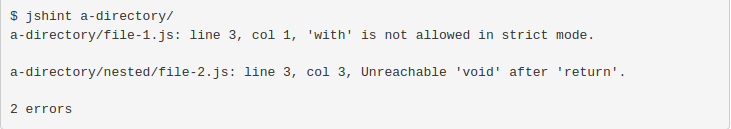 $ jshint a-directory/
a-directory/file-1.js: line 3, col 1, 'with' is not allowed in strict mode.
a-directory/nested/file-2.js: line 3, col 3, Unreachable 'void' after 'return'.
2 errors